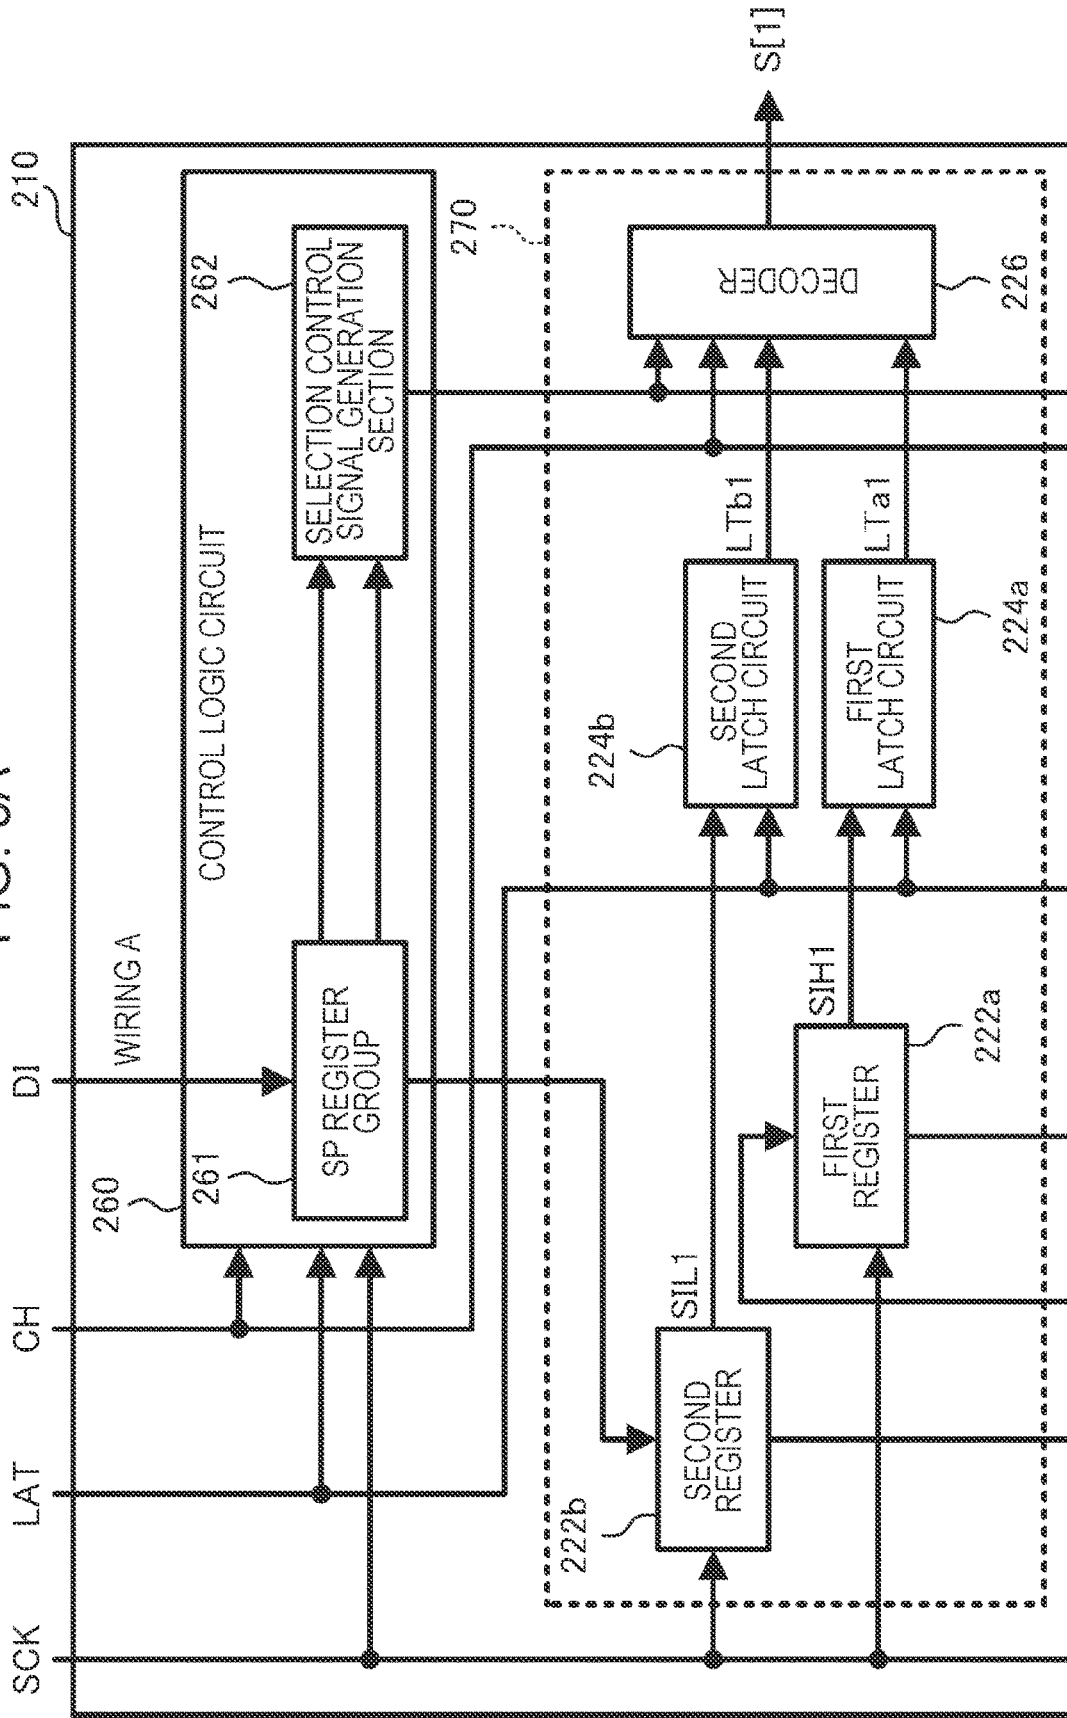 SCK
LAT
CH
DI
WIRING A
210
260
261
CONTROL LOGIC CIRCUIT
SP REGISTER
GROUP
262
SELECTION CONTROL
SIGNAL GENERATION
SECTION
270
222b
SECOND
REGISTER
SIL1
224b
SECOND
LATCH CIRCUIT
LTb1
DECODER
226
S[1]
FIRST
REGISTER
222a
SIH1
FIRST
LATCH CIRCUIT
224a
LTa1